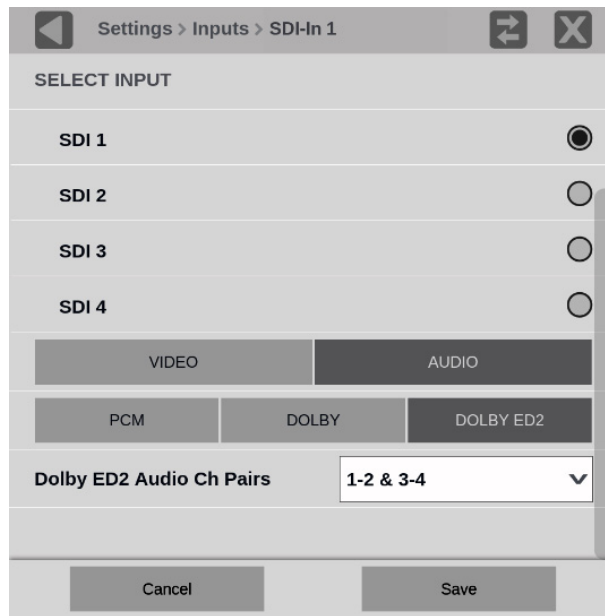 Settings > Inputs > SDI-In 1
SELECT INPUT
SDI 1
SDI 2
SDI 3
SDI 4
VIDEO AUDIO
PCM DOLBY DOLBY ED2
Dolby ED2 Audio Ch Pairs 1-2 & 3-4
Cancel Save